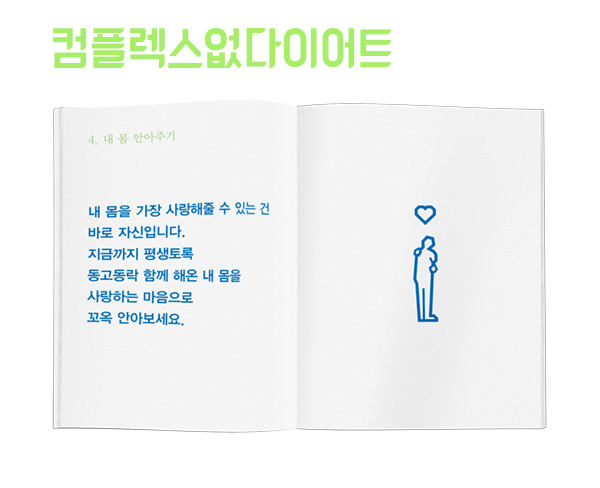 컴플렉스없다이어트
4. 내 몸 안아주기
내 몸을 가장 사랑해줄 수 있는 건
바로 자신입니다.
지금까지 평생토록
동고동락 함께 해온 내 몸을
사랑하는 마음으로
꼬옥 안아보세요.